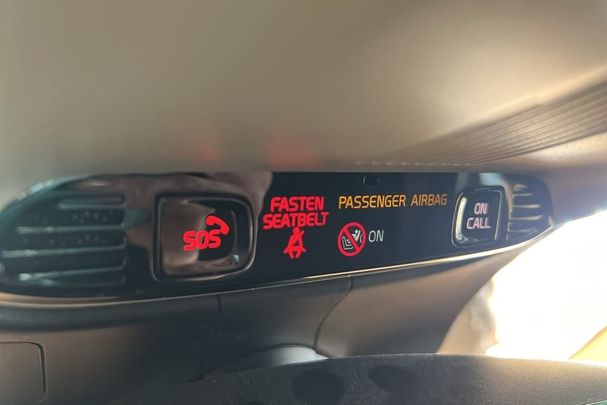 SOS
FASTEN
SEATBELT
PASSENGER AIRBAG
ON
ON
CALL